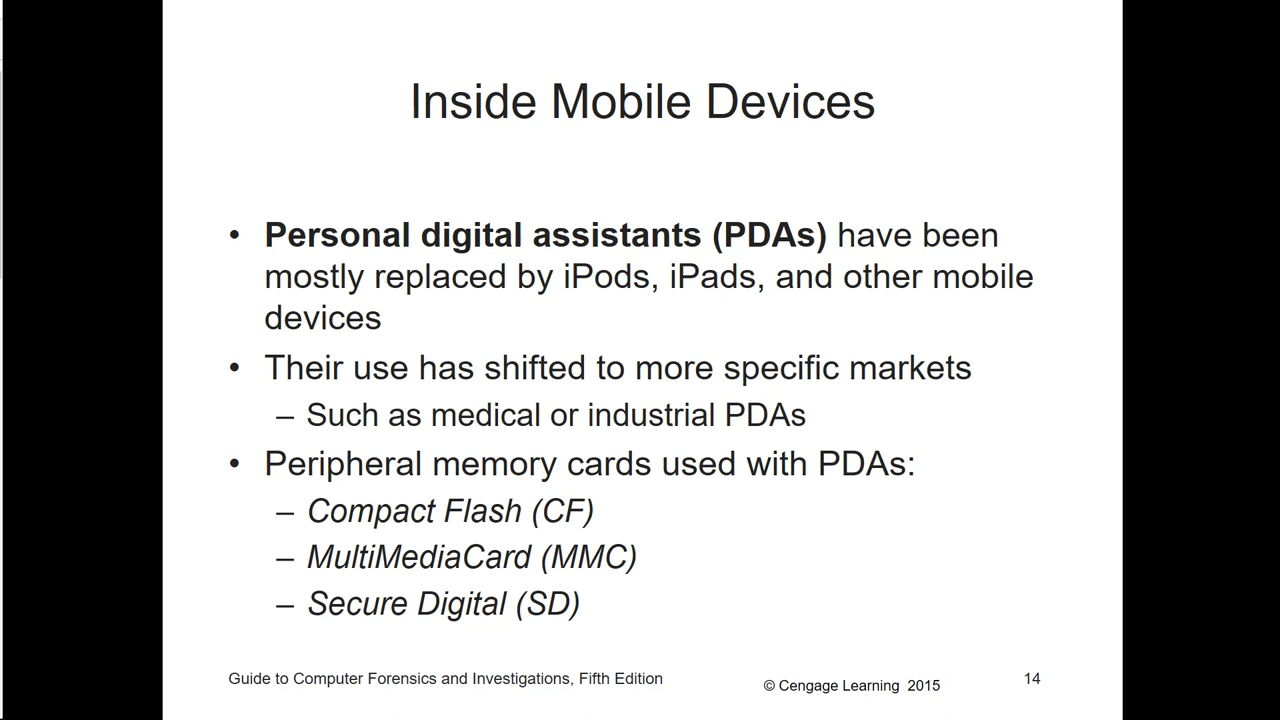 Inside Mobile Devices
• Personal digital assistants (PDAs) have been
mostly replaced by iPods, iPads, and other mobile
devices
• Their use has shifted to more specific markets
– Such as medical or industrial PDAs
• Peripheral memory cards used with PDAs:
– Compact Flash (CF)
– MultiMediaCard (MMC)
– Secure Digital (SD)
Guide to Computer Forensics and Investigations, Fifth Edition
© Cengage Learning 2015
14